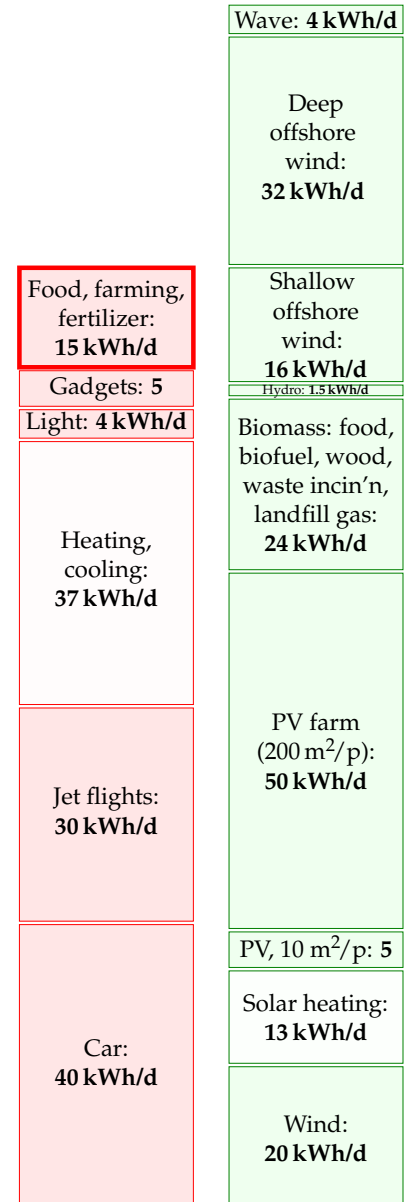 Food, farming,
fertilizer:
15 kWh/d
Gadgets: 5
Light: 4 kWh/d
Heating,
cooling:
37 kWh/d
Jet flights:
30 kWh/d
Car:
40 kWh/d
Wave: 4 kWh/d
Deep
offshore
wind:
32 kWh/d
Shallow
offshore
wind:
16 kWh/d
Hydro: 1.5 kWh/d
Biomass: food,
biofuel, wood,
waste incin’n,
landfill gas:
24 kWh/d
PV farm
(200 m²/p):
50 kWh/d
PV, 10 m²/p: 5
Solar heating:
13 kWh/d
Wind:
20 kWh/d